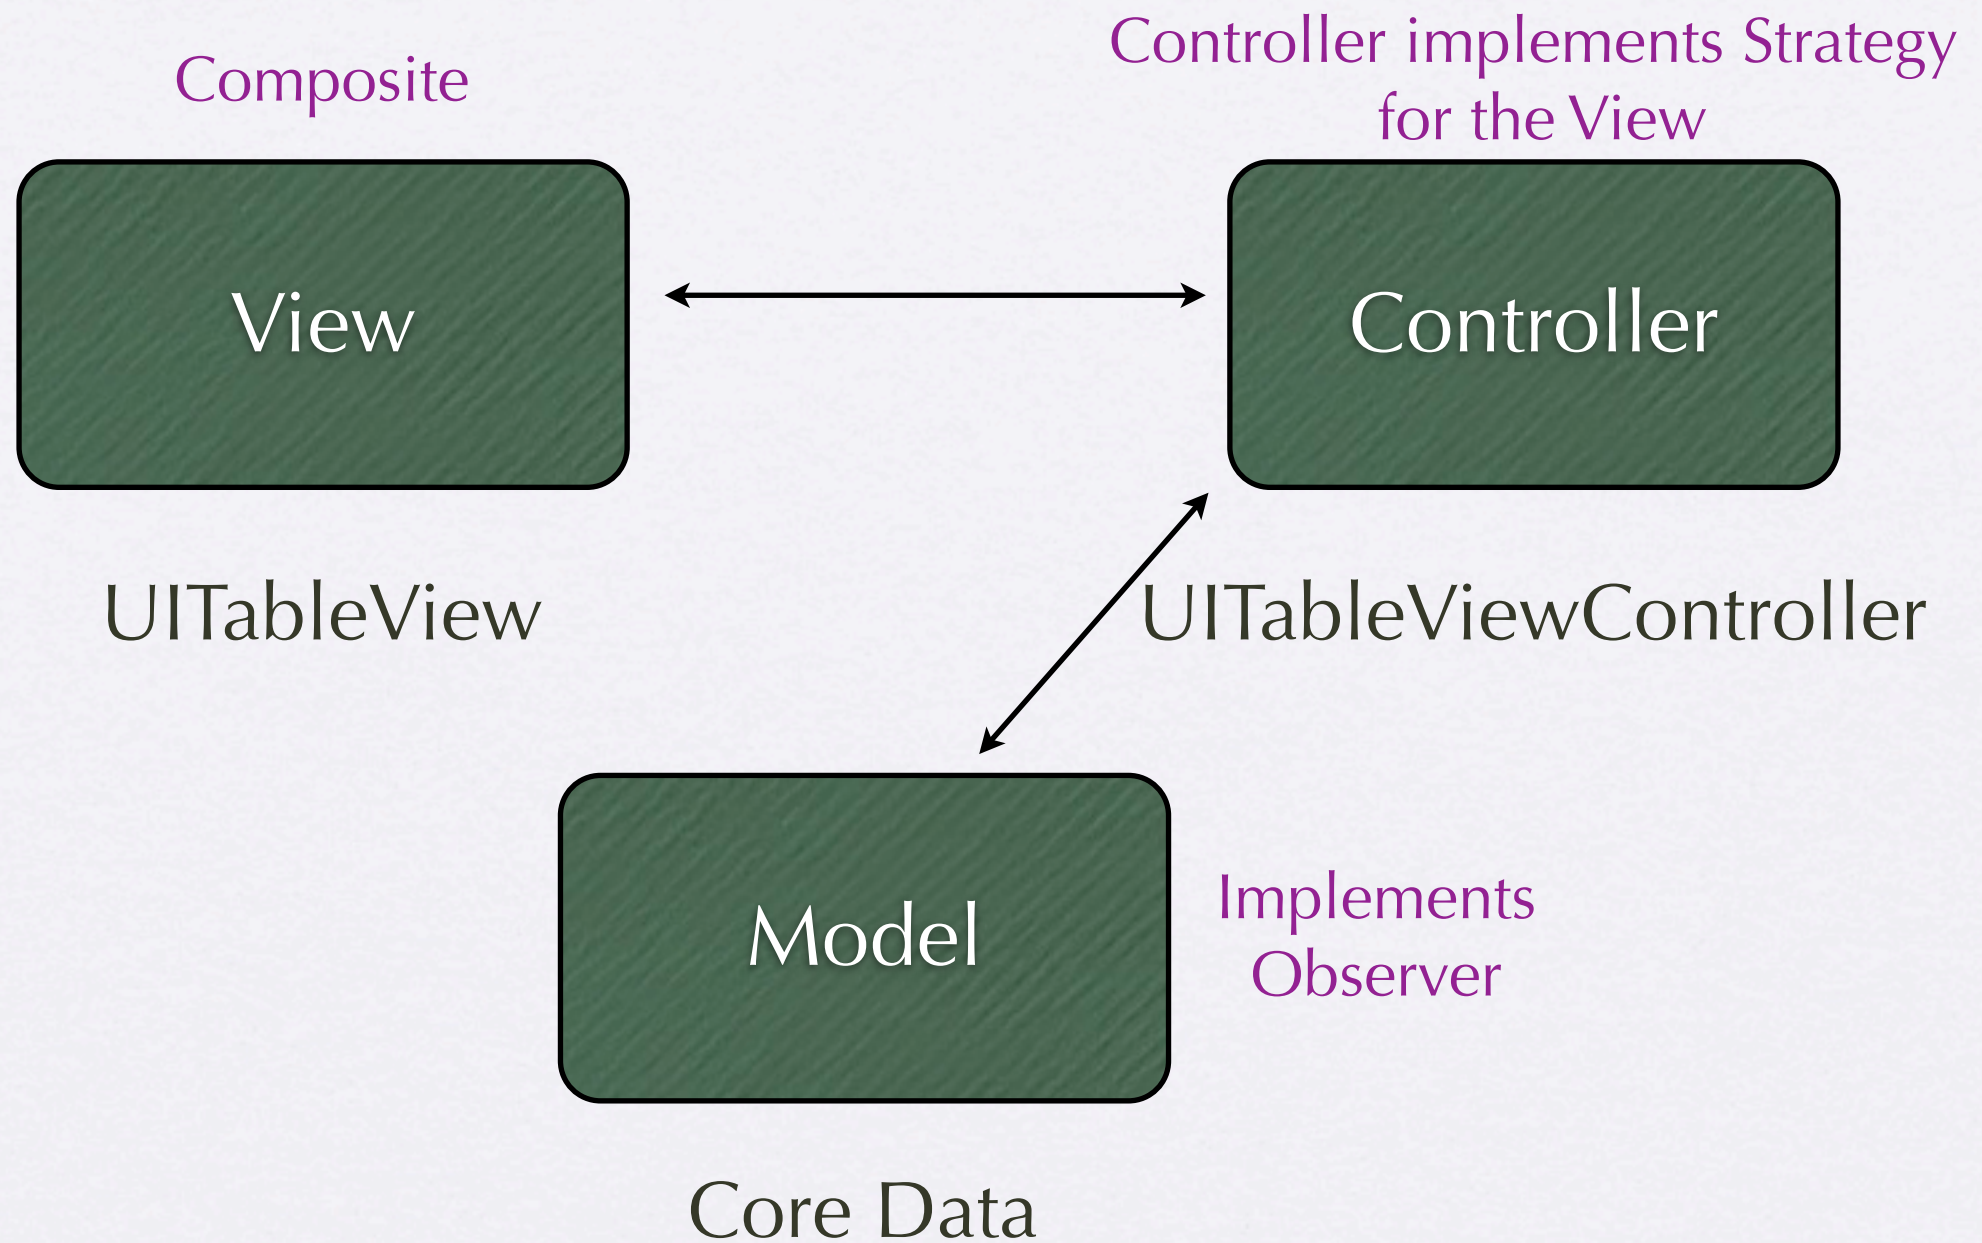 Composite
Controller implements Strategy
for the View
View
Controller
UITableView
UITableViewController
Model
Implements
Observer
Core Data